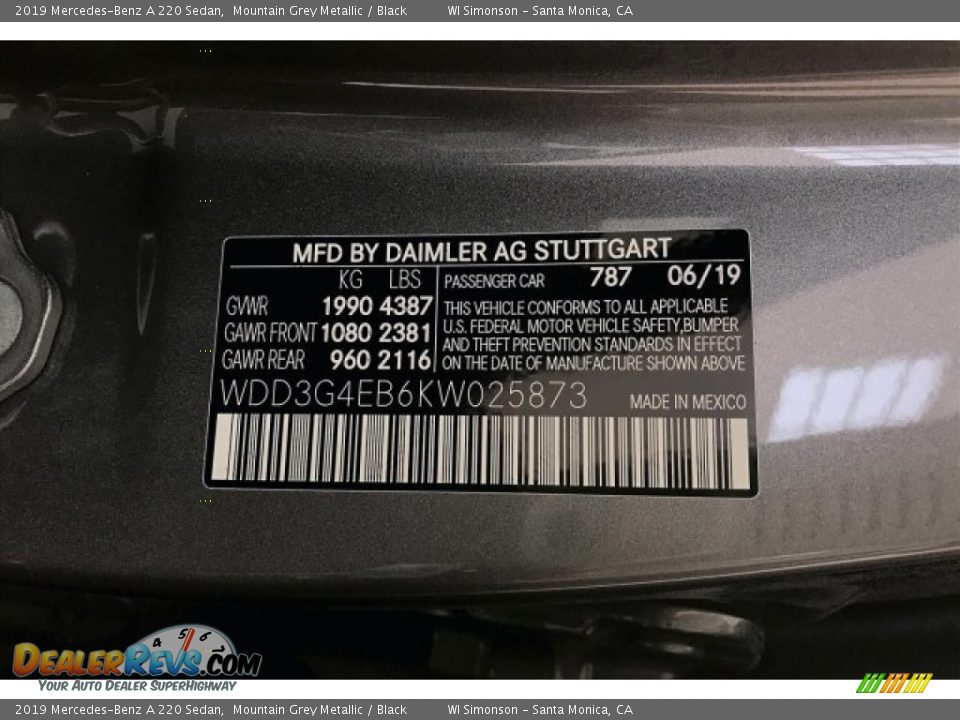 2019 Mercedes-Benz A 220 Sedan, Mountain Grey Metallic / Black WI Simonson - Santa Monica, CA
MFD BY DAIMLER AG STUTTGART
KG LBS
GVWR 1990 4387
GAWR FRONT 1080 2381
GAWR REAR 960 2116
PASSENGER CAR 787 06/19
THIS VEHICLE CONFORMS TO ALL APPLICABLE
U.S. FEDERAL MOTOR VEHICLE SAFETY,BUMPER
AND THEFT PREVENTION STANDARDS IN EFFECT
ON THE DATE OF MANUFACTURE SHOWN ABOVE
WDD3G4EB6KW025873 MADE IN MEXICO
4 5 6 7
DEALERREVS.COM
YOUR AUTO DEALER SUPERHIGHWAY
2019 Mercedes-Benz A 220 Sedan, Mountain Grey Metallic / Black WI Simonson - Santa Monica, CA